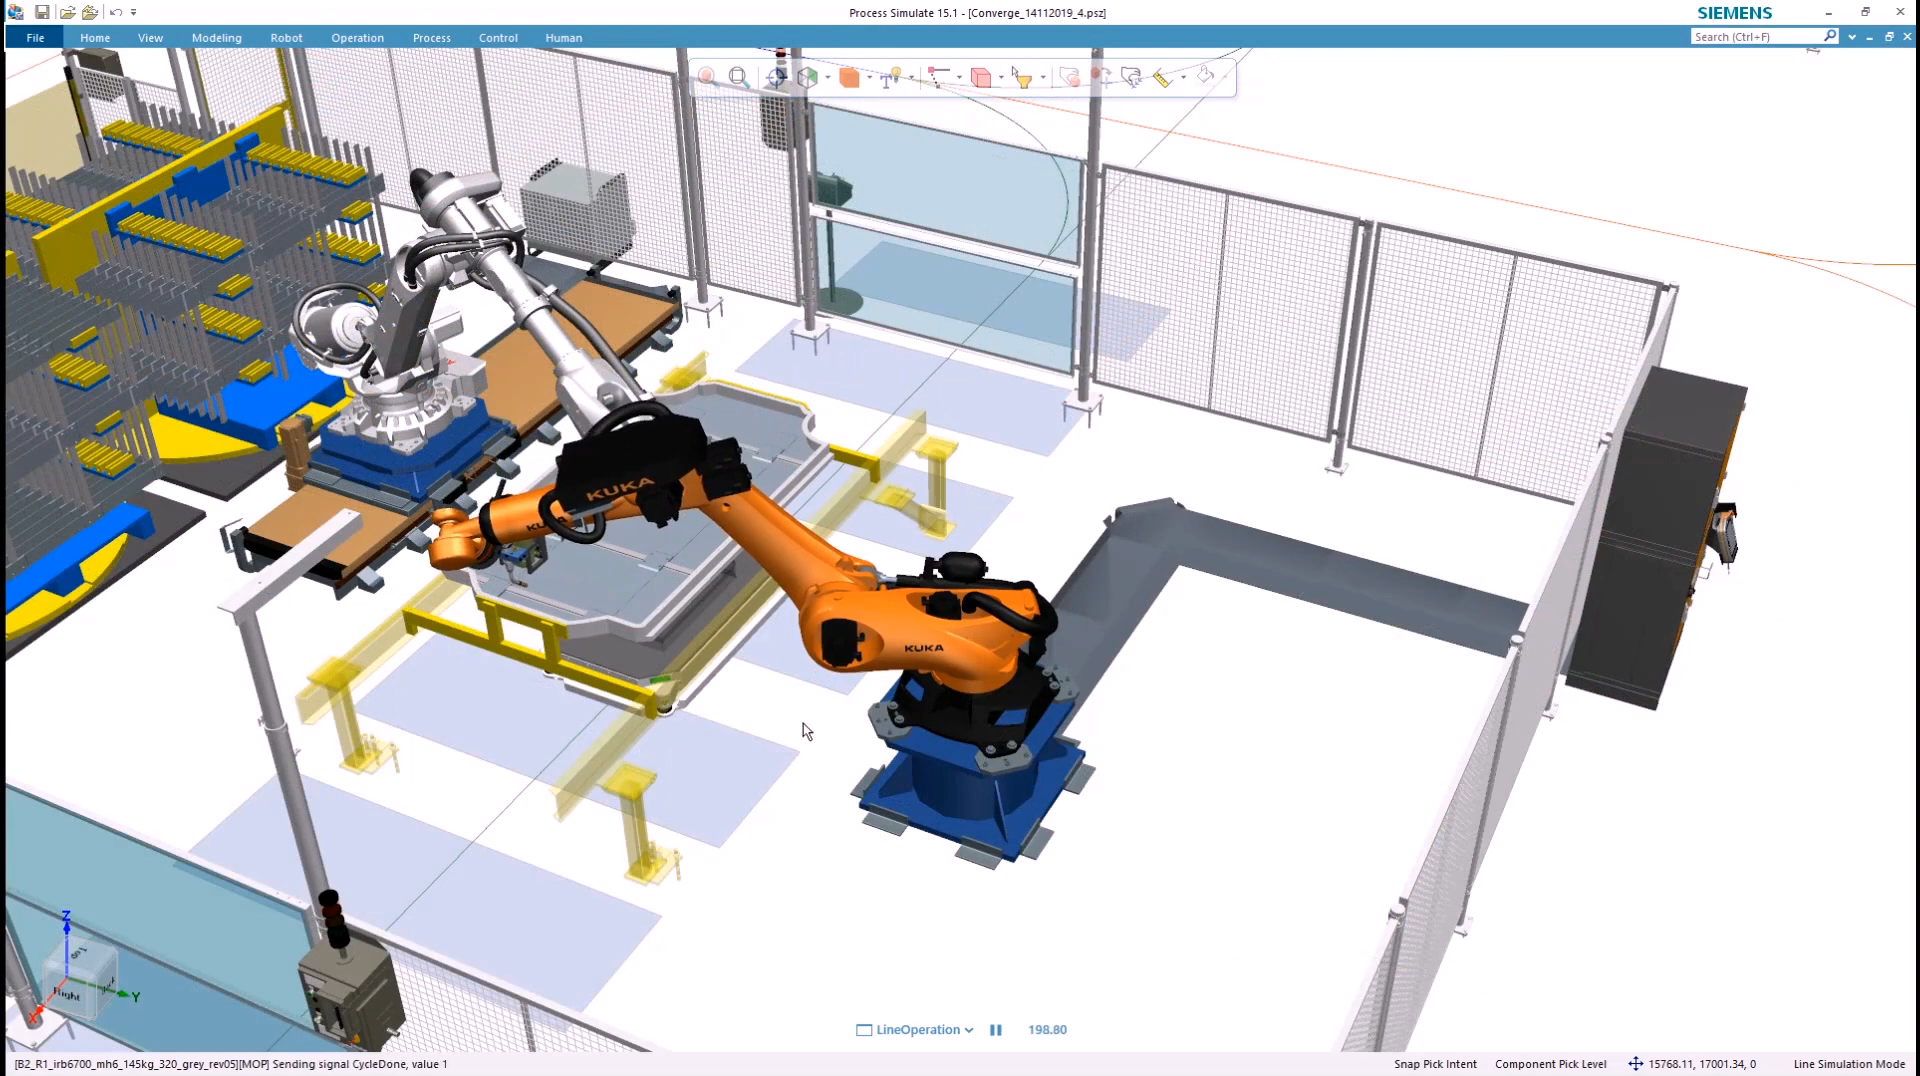 Process Simulate 15.1 - [Converge_14112019_4.psz]
SIEMENS
File Home View Modeling Robot Operation Process Control Human
Search (Ctrl+F)
KUKA
KUKA
Z
Right
Y
X
LineOperation 198.80
[B2_R1_irb6700_mh6_145kg_320_grey_rev05][MOP] Sending signal CycleDone, value 1
Snap Pick Intent Component Pick Level 15768.11, 17001.34, 0 Line Simulation Mode